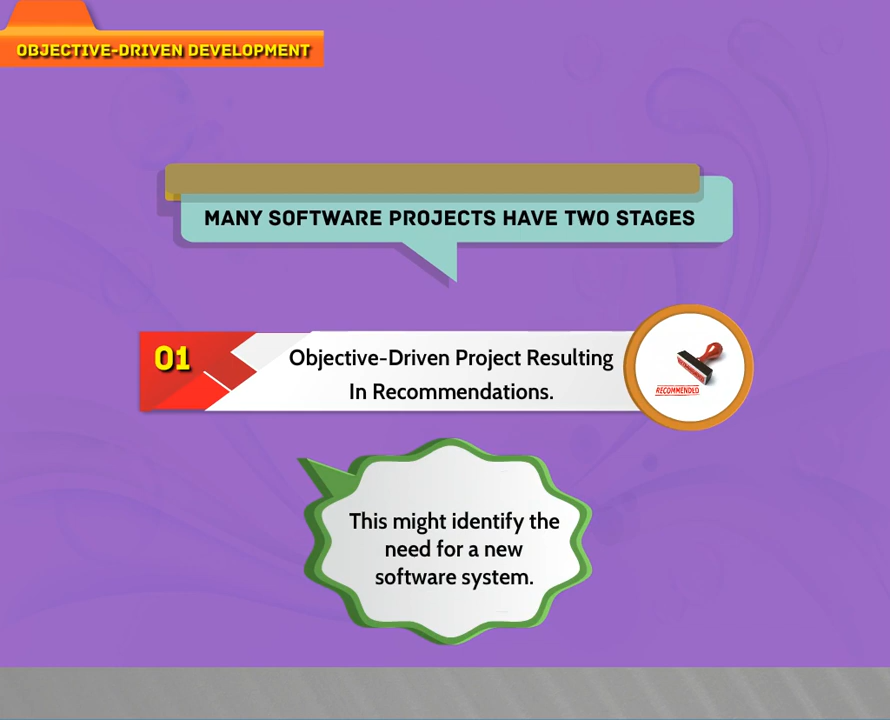 OBJECTIVE-DRIVEN DEVELOPMENT
MANY SOFTWARE PROJECTS HAVE TWO STAGES
01
Objective-Driven Project Resulting
In Recommendations.
RECOMMENDED
This might identify the
need for a new
software system.